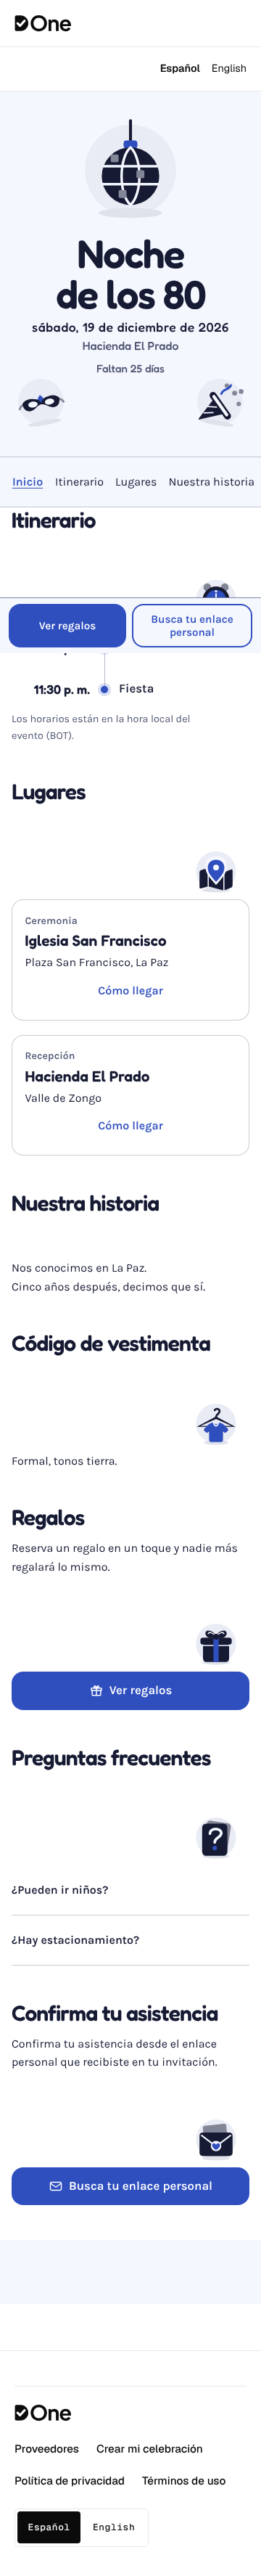 One
Español English
Noche
de los 80
sábado, 19 de diciembre de 2026
Hacienda El Prado
Faltan 25 días
Inicio Itinerario Lugares Nuestra historia
Itinerario
Ver regalos
Busca tu enlace
personal
11:30 p. m. Fiesta
Los horarios están en la hora local del
evento (BOT).
Lugares
Ceremonia
Iglesia San Francisco
Plaza San Francisco, La Paz
Cómo llegar
Recepción
Hacienda El Prado
Valle de Zongo
Cómo llegar
Nuestra historia
Nos conocimos en La Paz.
Cinco años después, decimos que sí.
Código de vestimenta
Formal, tonos tierra.
Regalos
Reserva un regalo en un toque y nadie más
regalará lo mismo.
Ver regalos
Preguntas frecuentes
¿Pueden ir niños?
¿Hay estacionamiento?
Confirma tu asistencia
Confirma tu asistencia desde el enlace
personal que recibiste en tu invitación.
Busca tu enlace personal
One
Proveedores Crear mi celebración
Política de privacidad Términos de uso
Español English